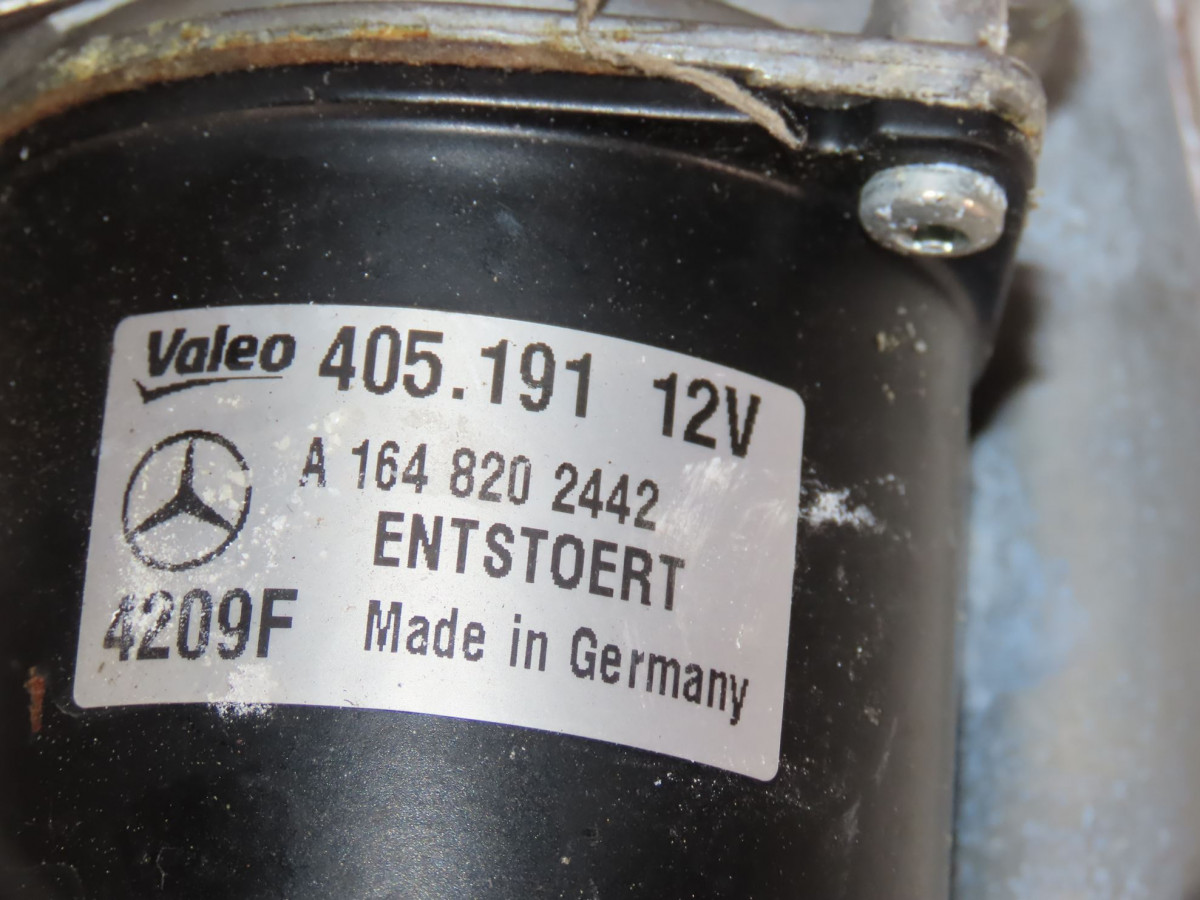 Valeo 405.191 12V
A 164 820 2442
ENTSTOERT
4209F Made in Germany